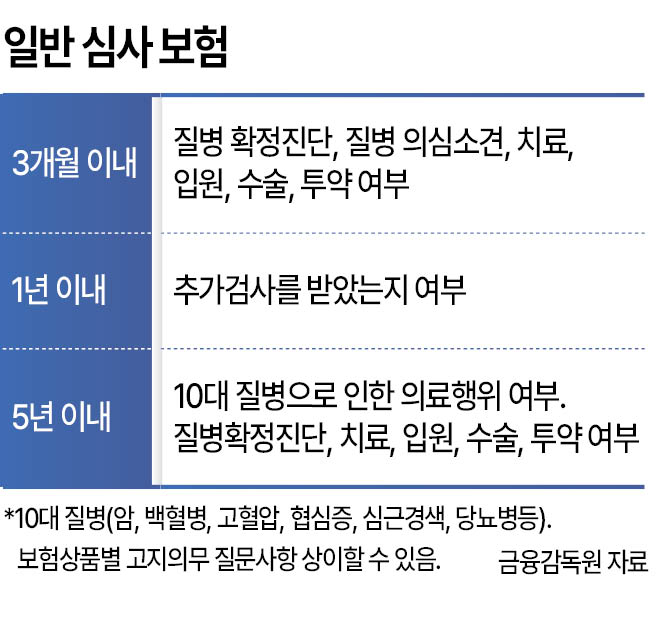 일반 심사 보험
3개월 이내
질병 확정진단, 질병 의심소견, 치료,
입원, 수술, 투약 여부
1년 이내
추가검사를 받았는지 여부
5년 이내
10대 질병으로 인한 의료행위 여부.
질병확정진단, 치료, 입원, 수술, 투약 여부
*10대 질병(암, 백혈병, 고혈압, 협심증, 심근경색, 당뇨병등).
보험상품별 고지의무 질문사항 상이할 수 있음.
금융감독원 자료